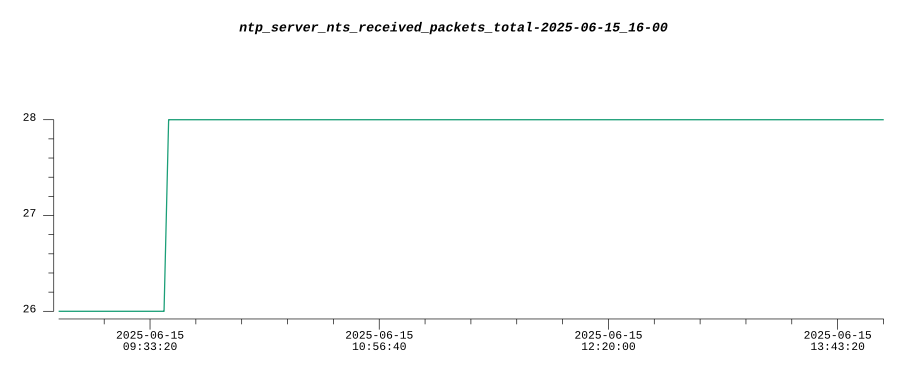 ntp_server_nts_received_packets_total-2025-06-15_16-00
28
27
26
2025-06-15 2025-06-15 2025-06-15 2025-06-15
09:33:20 10:56:40 12:20:00 13:43:20